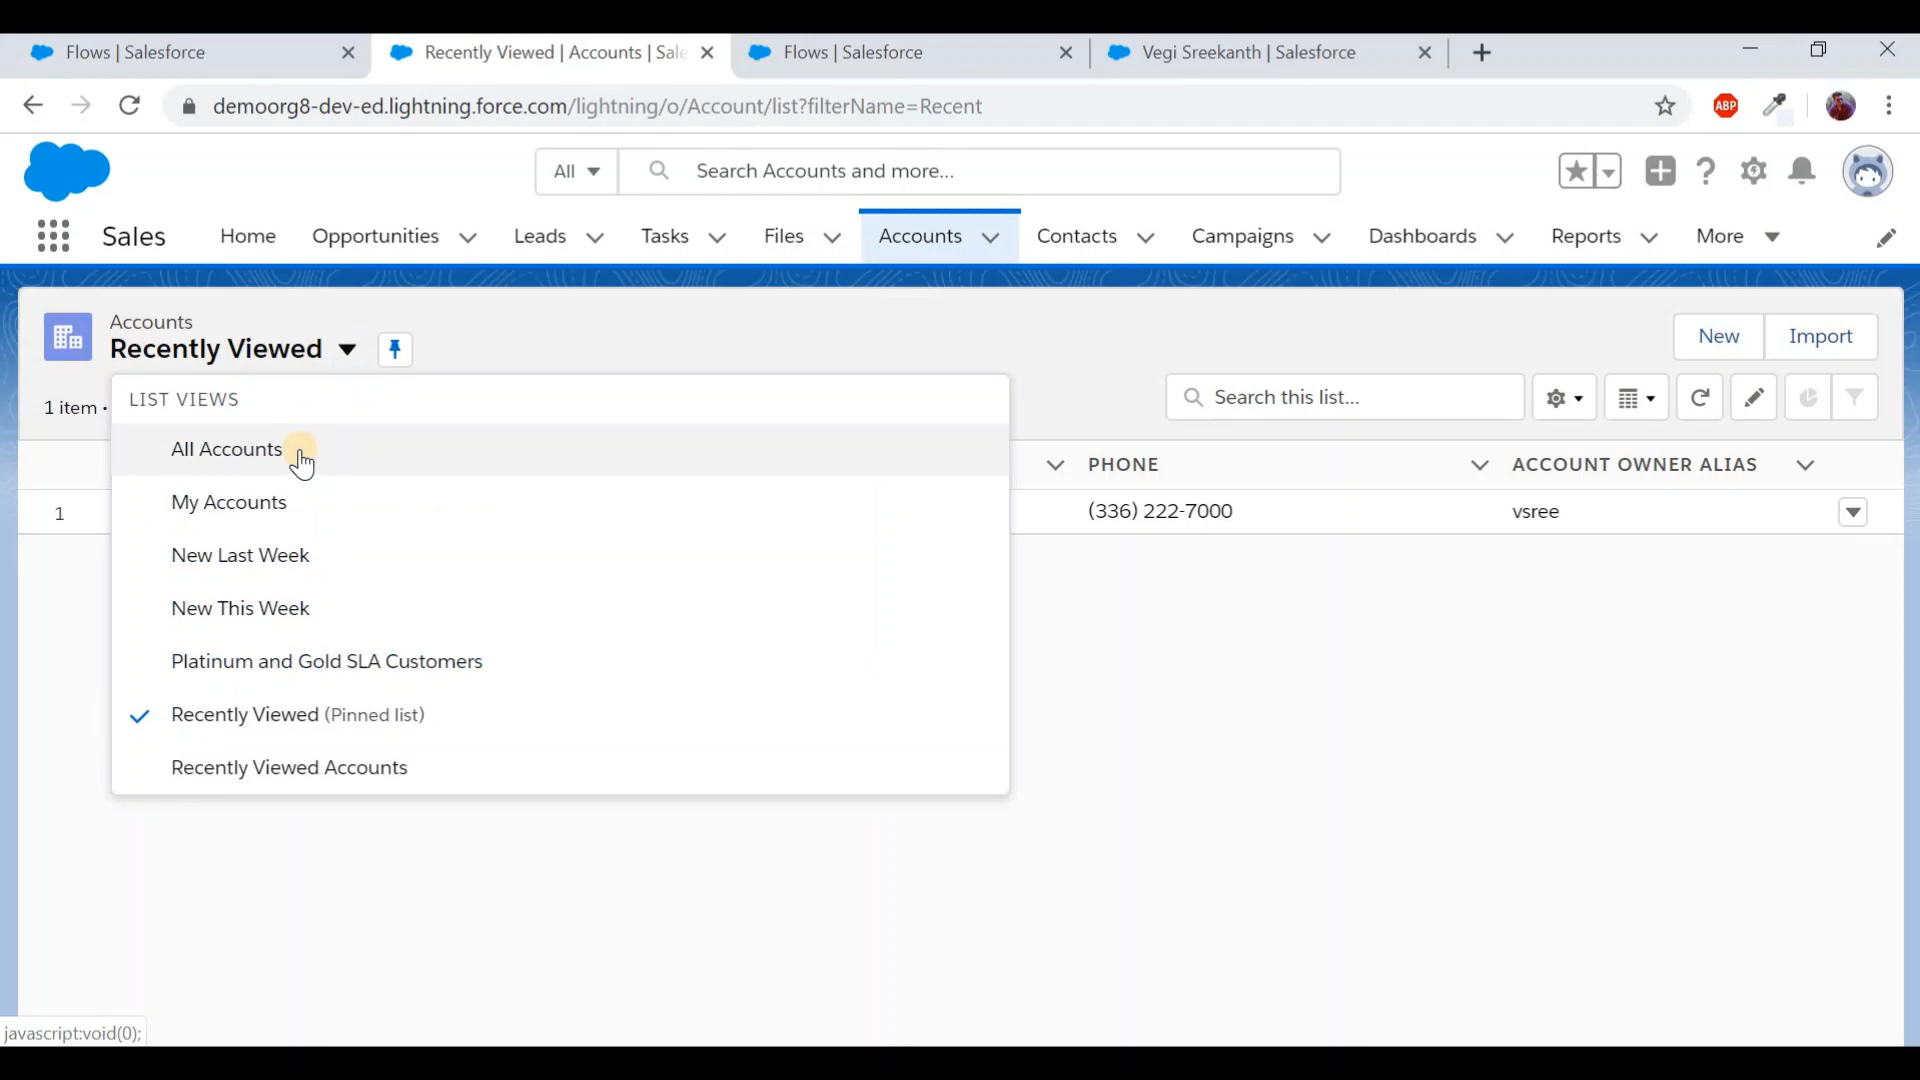 Flows | Salesforce
Recently Viewed | Accounts | Sale
Flows | Salesforce
Vegi Sreekanth | Salesforce
demoorg8-dev-ed.lightning.force.com/lightning/o/Account/list?filterName=Recent
ABP
All
Search Accounts and more...
Sales
Home
Opportunities
Leads
Tasks
Files
Accounts
Contacts
Campaigns
Dashboards
Reports
More
Accounts
Recently Viewed
New
Import
1 item •
Search this list...
LIST VIEWS
All Accounts
My Accounts
New Last Week
New This Week
Platinum and Gold SLA Customers
Recently Viewed (Pinned list)
Recently Viewed Accounts
PHONE
ACCOUNT OWNER ALIAS
1
(336) 222-7000
vsree
javascript:void(0);